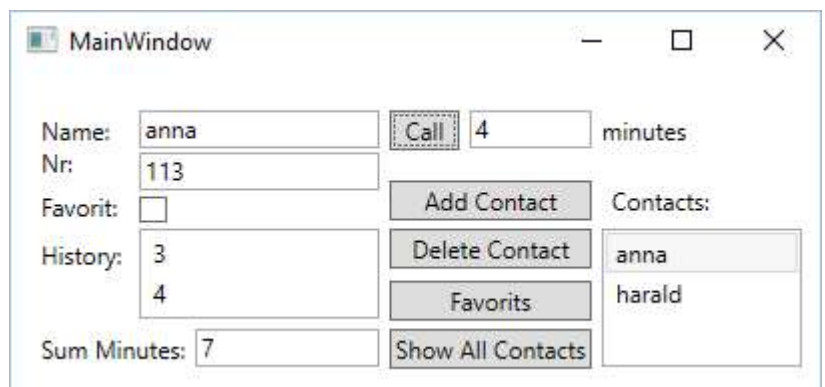 MainWindow
Name: anna Call 4 minutes
Nr: 113
Add Contact Contacts:
Favorit:
History: 3 Delete Contact anna
4 Favorits harald
Sum Minutes: 7 Show All Contacts